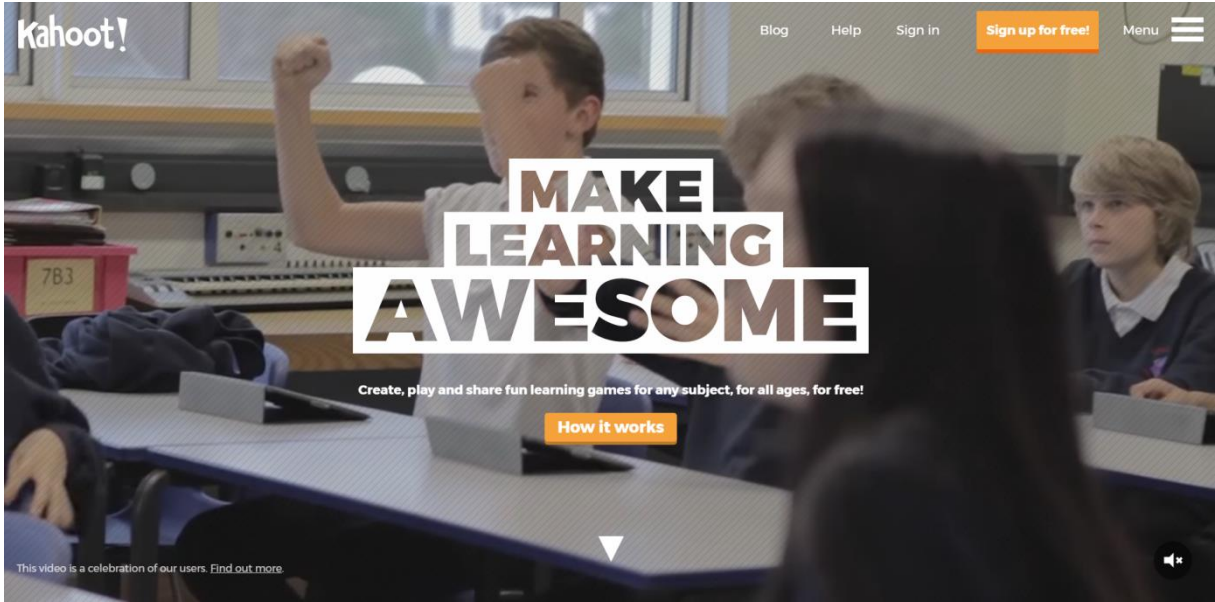 Kahoot!
Blog Help Sign in Sign up for free! Menu
MAKE
LEARNING
AWESOME
7B3
Create, play and share fun learning games for any subject, for all ages, for free!
How it works
This video is a celebration of our users. Find out more.